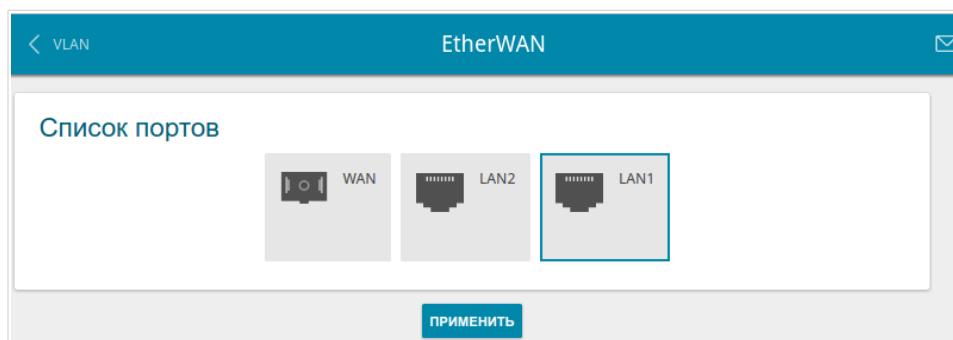 VLAN
EtherWAN
Список портов
WAN
LAN2
LAN1
ПРИМЕНИТЬ